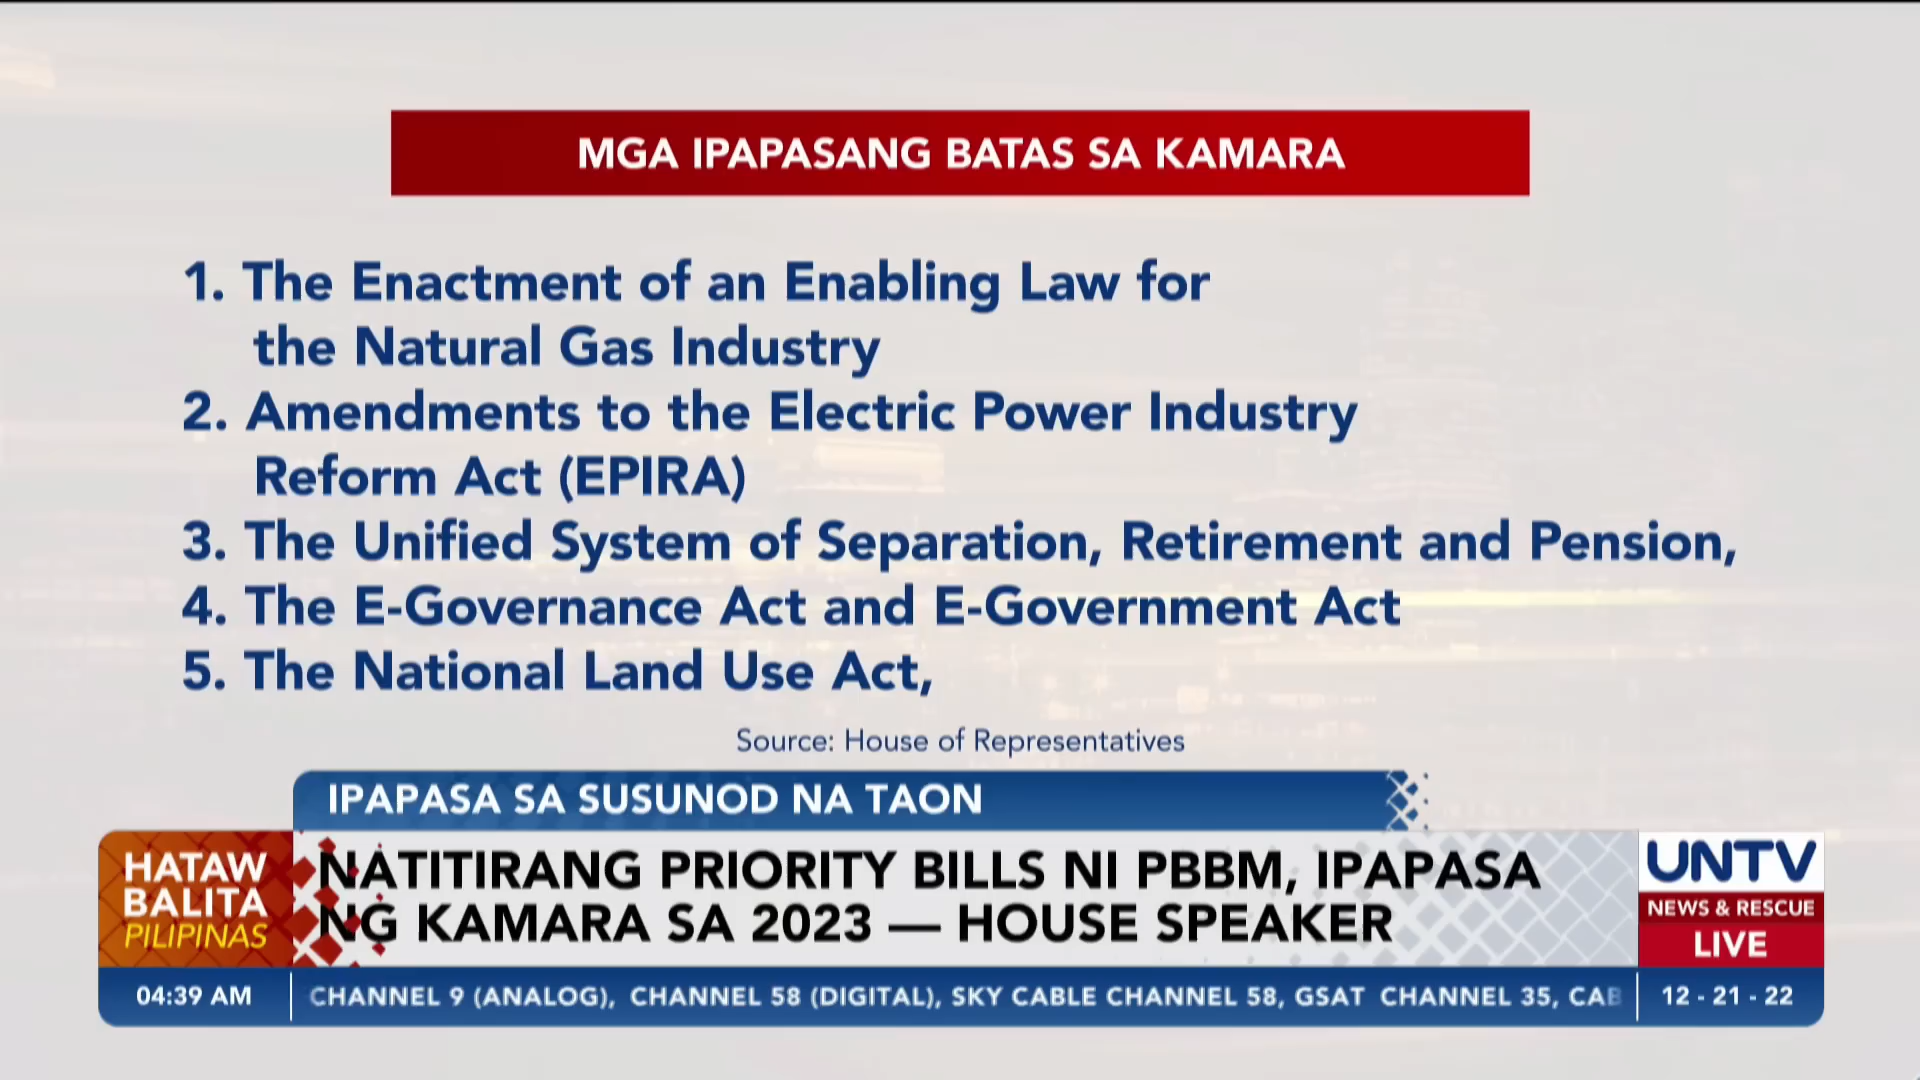 MGA IPAPASANG BATAS SA KAMARA
1. The Enactment of an Enabling Law for
the Natural Gas Industry
2. Amendments to the Electric Power Industry
Reform Act (EPIRA)
3. The Unified System of Separation, Retirement and Pension,
4. The E-Governance Act and E-Government Act
5. The National Land Use Act,
Source: House of Representatives
IPAPASA SA SUSUNOD NA TAON
HATAW
BALITA
PILIPINAS
NATITIRANG PRIORITY BILLS NI PBBM, IPAPASA
NG KAMARA SA 2023 — HOUSE SPEAKER
UNTV
NEWS & RESCUE
LIVE
04:39 AM
CHANNEL 9 (ANALOG), CHANNEL 58 (DIGITAL), SKY CABLE CHANNEL 58, GSAT CHANNEL 35, CAB
12 - 21 - 22